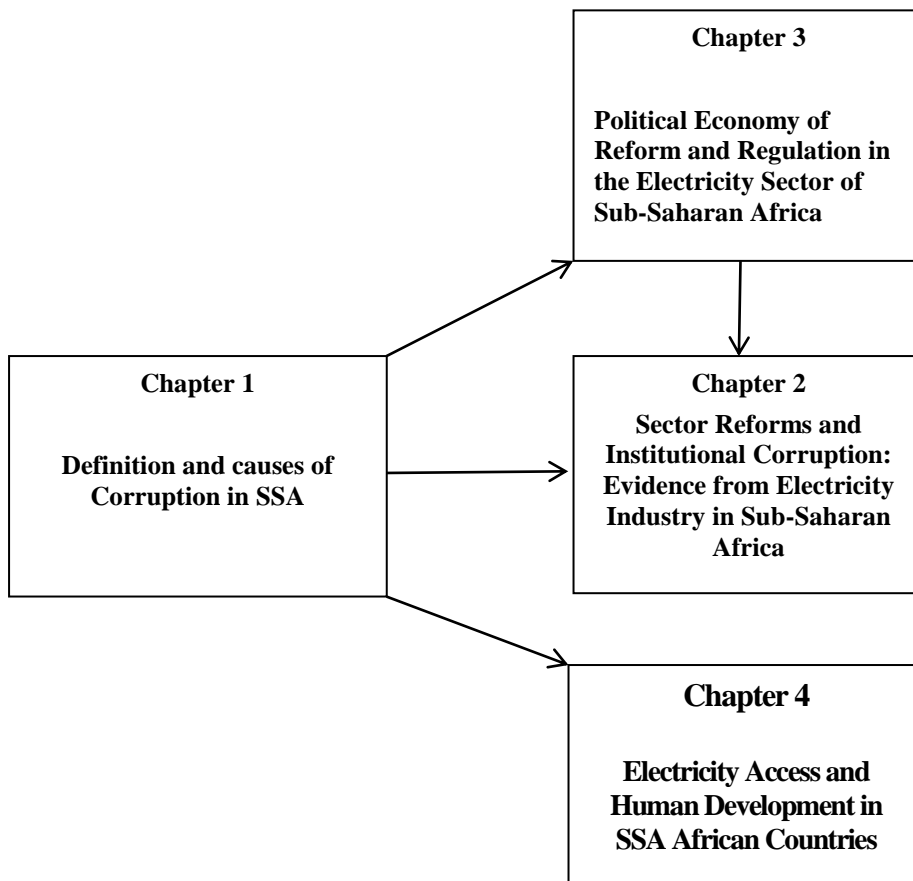 Chapter 3
Political Economy of
Reform and Regulation in
the Electricity Sector of
Sub-Saharan Africa
Chapter 1
Definition and causes of
Corruption in SSA
Chapter 2
Sector Reforms and
Institutional Corruption:
Evidence from Electricity
Industry in Sub-Saharan
Africa
Chapter 4
Electricity Access and
Human Development in
SSA African Countries